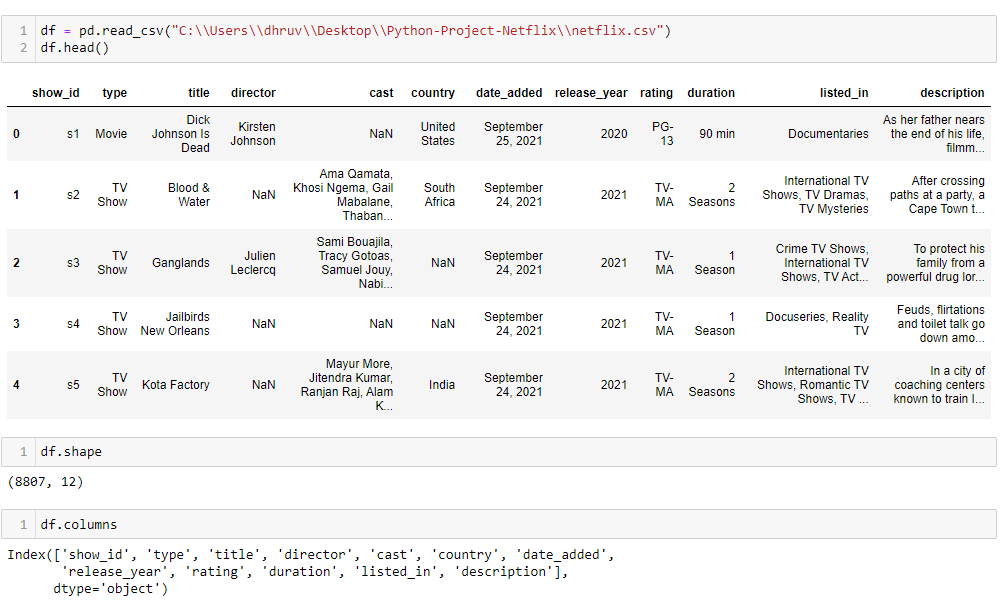 1 df = pd.read_csv("C:\\Users\\dhruv\\Desktop\\Python-Project-Netflix\\netflix.csv")
2 df.head()
show_id type title director cast country date_added release_year rating duration listed_in description
0 s1 Movie Dick Johnson Is Dead Kirsten Johnson NaN United States September 25, 2021 2020 PG-13 90 min Documentaries As her father nears the end of his life, filmm...
1 s2 TV Show Blood & Water NaN Ama Qamata, Khosi Ngema, Gail Mabalane, Thaban... South Africa September 24, 2021 2021 TV-MA 2 Seasons International TV Shows, TV Dramas, TV Mysteries After crossing paths at a party, a Cape Town t...
2 s3 TV Show Ganglands Julien Leclercq Sami Bouajila, Tracy Gotoas, Samuel Jouy, Nabi... NaN September 24, 2021 2021 TV-MA 1 Season Crime TV Shows, International TV Shows, TV Act... To protect his family from a powerful drug lor...
3 s4 TV Show Jailbirds New Orleans NaN NaN NaN September 24, 2021 2021 TV-MA 1 Season Docuseries, Reality TV Feuds, flirtations and toilet talk go down amo...
4 s5 TV Show Kota Factory NaN Mayur More, Jitendra Kumar, Ranjan Raj, Alam K... India September 24, 2021 2021 TV-MA 2 Seasons International TV Shows, Romantic TV Shows, TV ... In a city of coaching centers known to train I...
1 df.shape
(8807, 12)
1 df.columns
Index(['show_id', 'type', 'title', 'director', 'cast', 'country', 'date_added',
'release_year', 'rating', 'duration', 'listed_in', 'description'],
dtype='object')